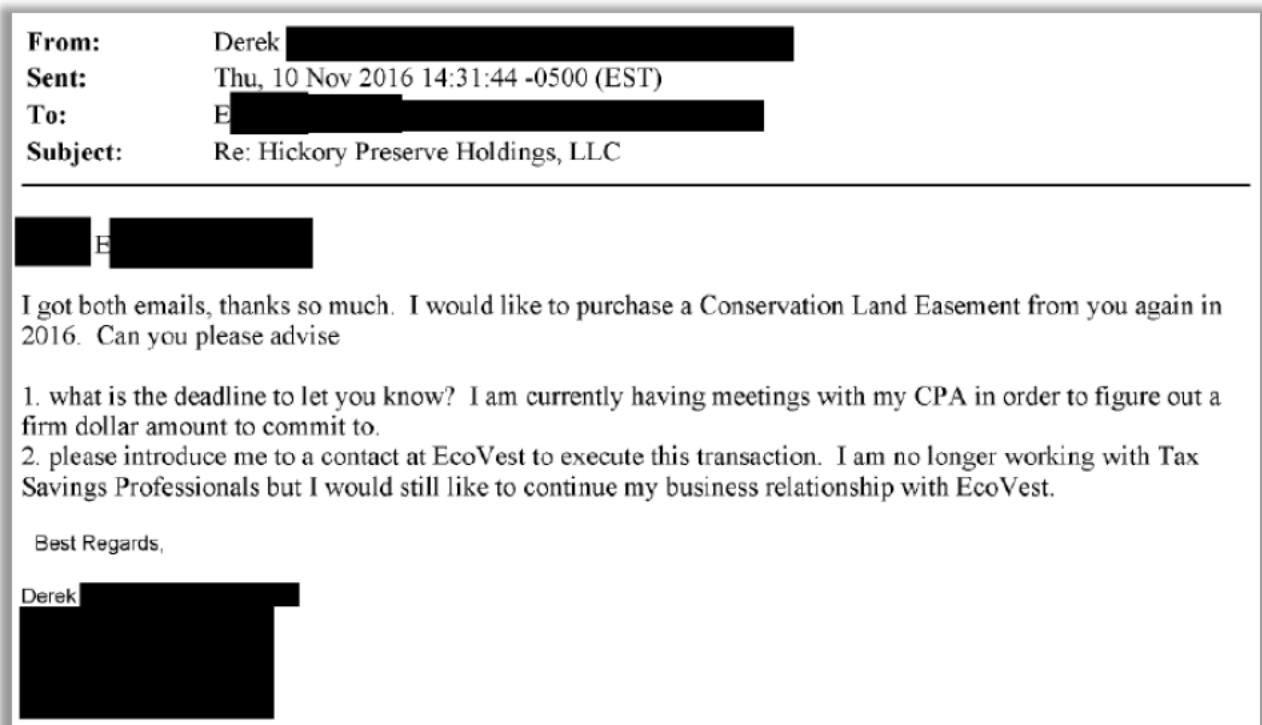 From: Derek
Sent: Thu, 10 Nov 2016 14:31:44 -0500 (EST)
To: E
Subject: Re: Hickory Preserve Holdings, LLC
E
I got both emails, thanks so much. I would like to purchase a Conservation Land Easement from you again in
2016. Can you please advise
1. what is the deadline to let you know? I am currently having meetings with my CPA in order to figure out a
firm dollar amount to commit to.
2. please introduce me to a contact at EcoVest to execute this transaction. I am no longer working with Tax
Savings Professionals but I would still like to continue my business relationship with EcoVest.
Best Regards,
Derek